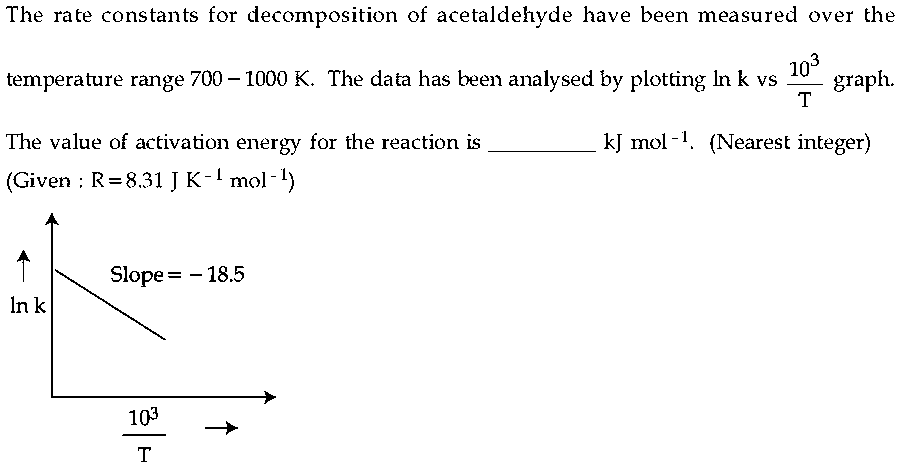 The rate constants for decomposition of acetaldehyde have been measured over the
temperature range 700 – 1000 K. The data has been analysed by plotting ln k vs 10³/T graph.
The value of activation energy for the reaction is __________ kJ mol⁻¹. (Nearest integer)
(Given : R = 8.31 J K⁻¹ mol⁻¹)
Slope = – 18.5
ln k
10³/T